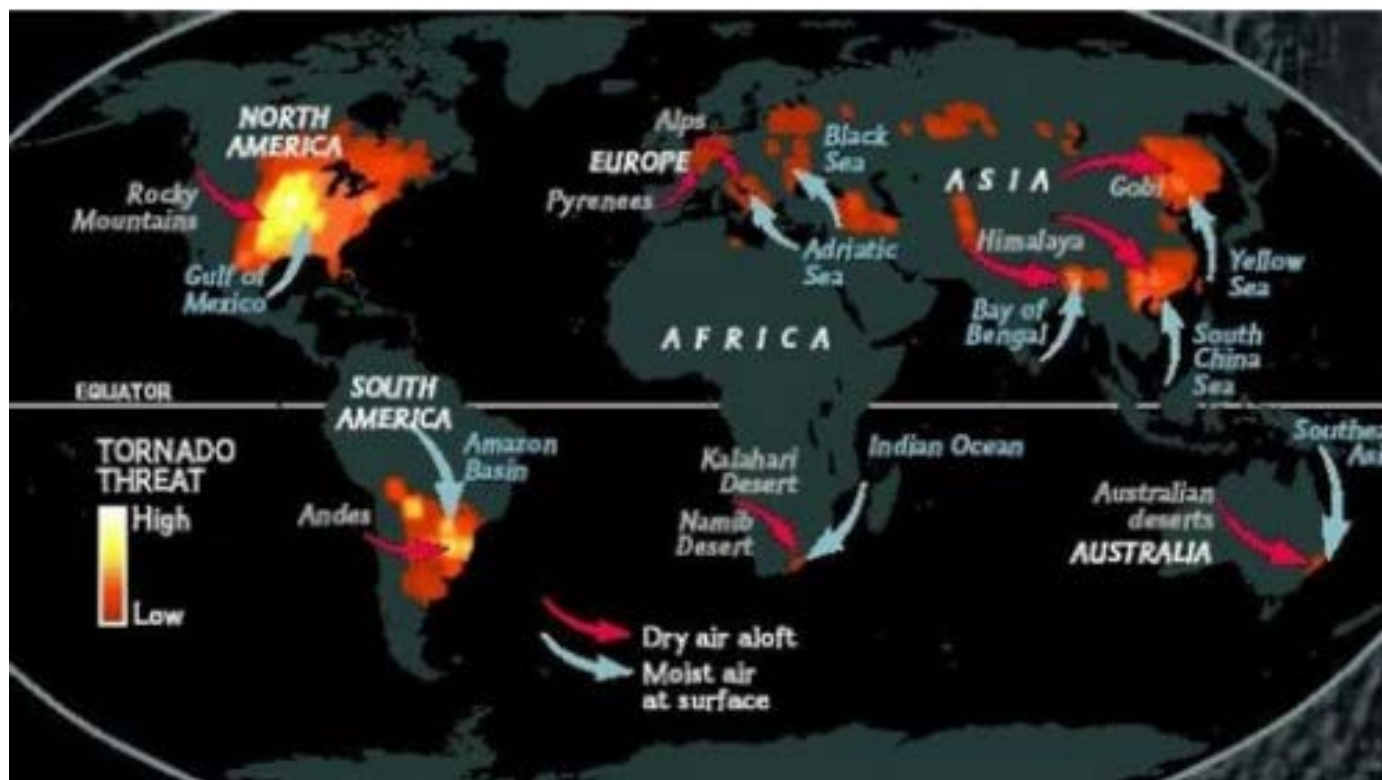 NORTH
AMERICA
Rocky
Mountains
Gulf of
Mexico
Alps
EUROPE
Pyrenees
Black
Sea
Adriatic
Sea
ASIA
Gobi
Himalaya
Yellow
Sea
Bay of
Bengal
South
China
Sea
AFRICA
EQUATOR
SOUTH
AMERICA
Amazon
Basin
Andes
Kalahari
Desert
Namib
Desert
Indian Ocean
Southea
Asi
Australian
deserts
AUSTRALIA
TORNADO
THREAT
High
Low
Dry air aloft
Moist air
at surface